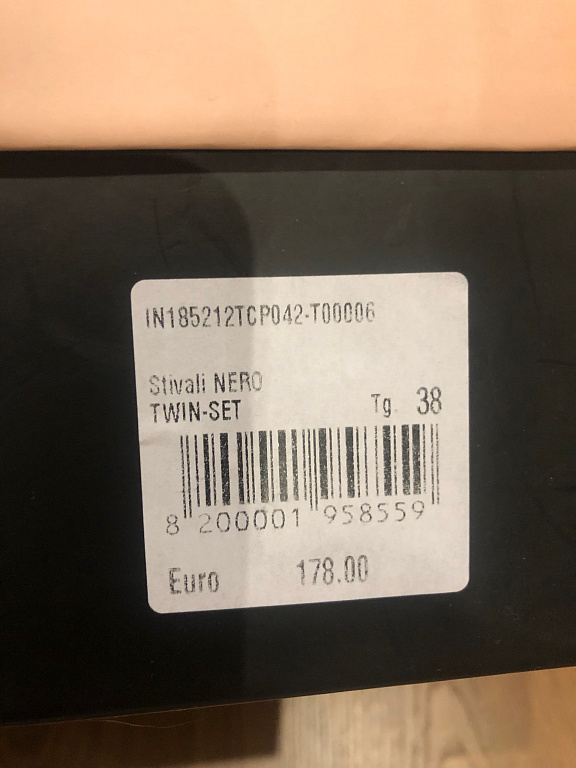 IN185212TCP042-T00006
Stivali NERO
TWIN-SET Tg. 38
8 200001 958559
Euro 178.00